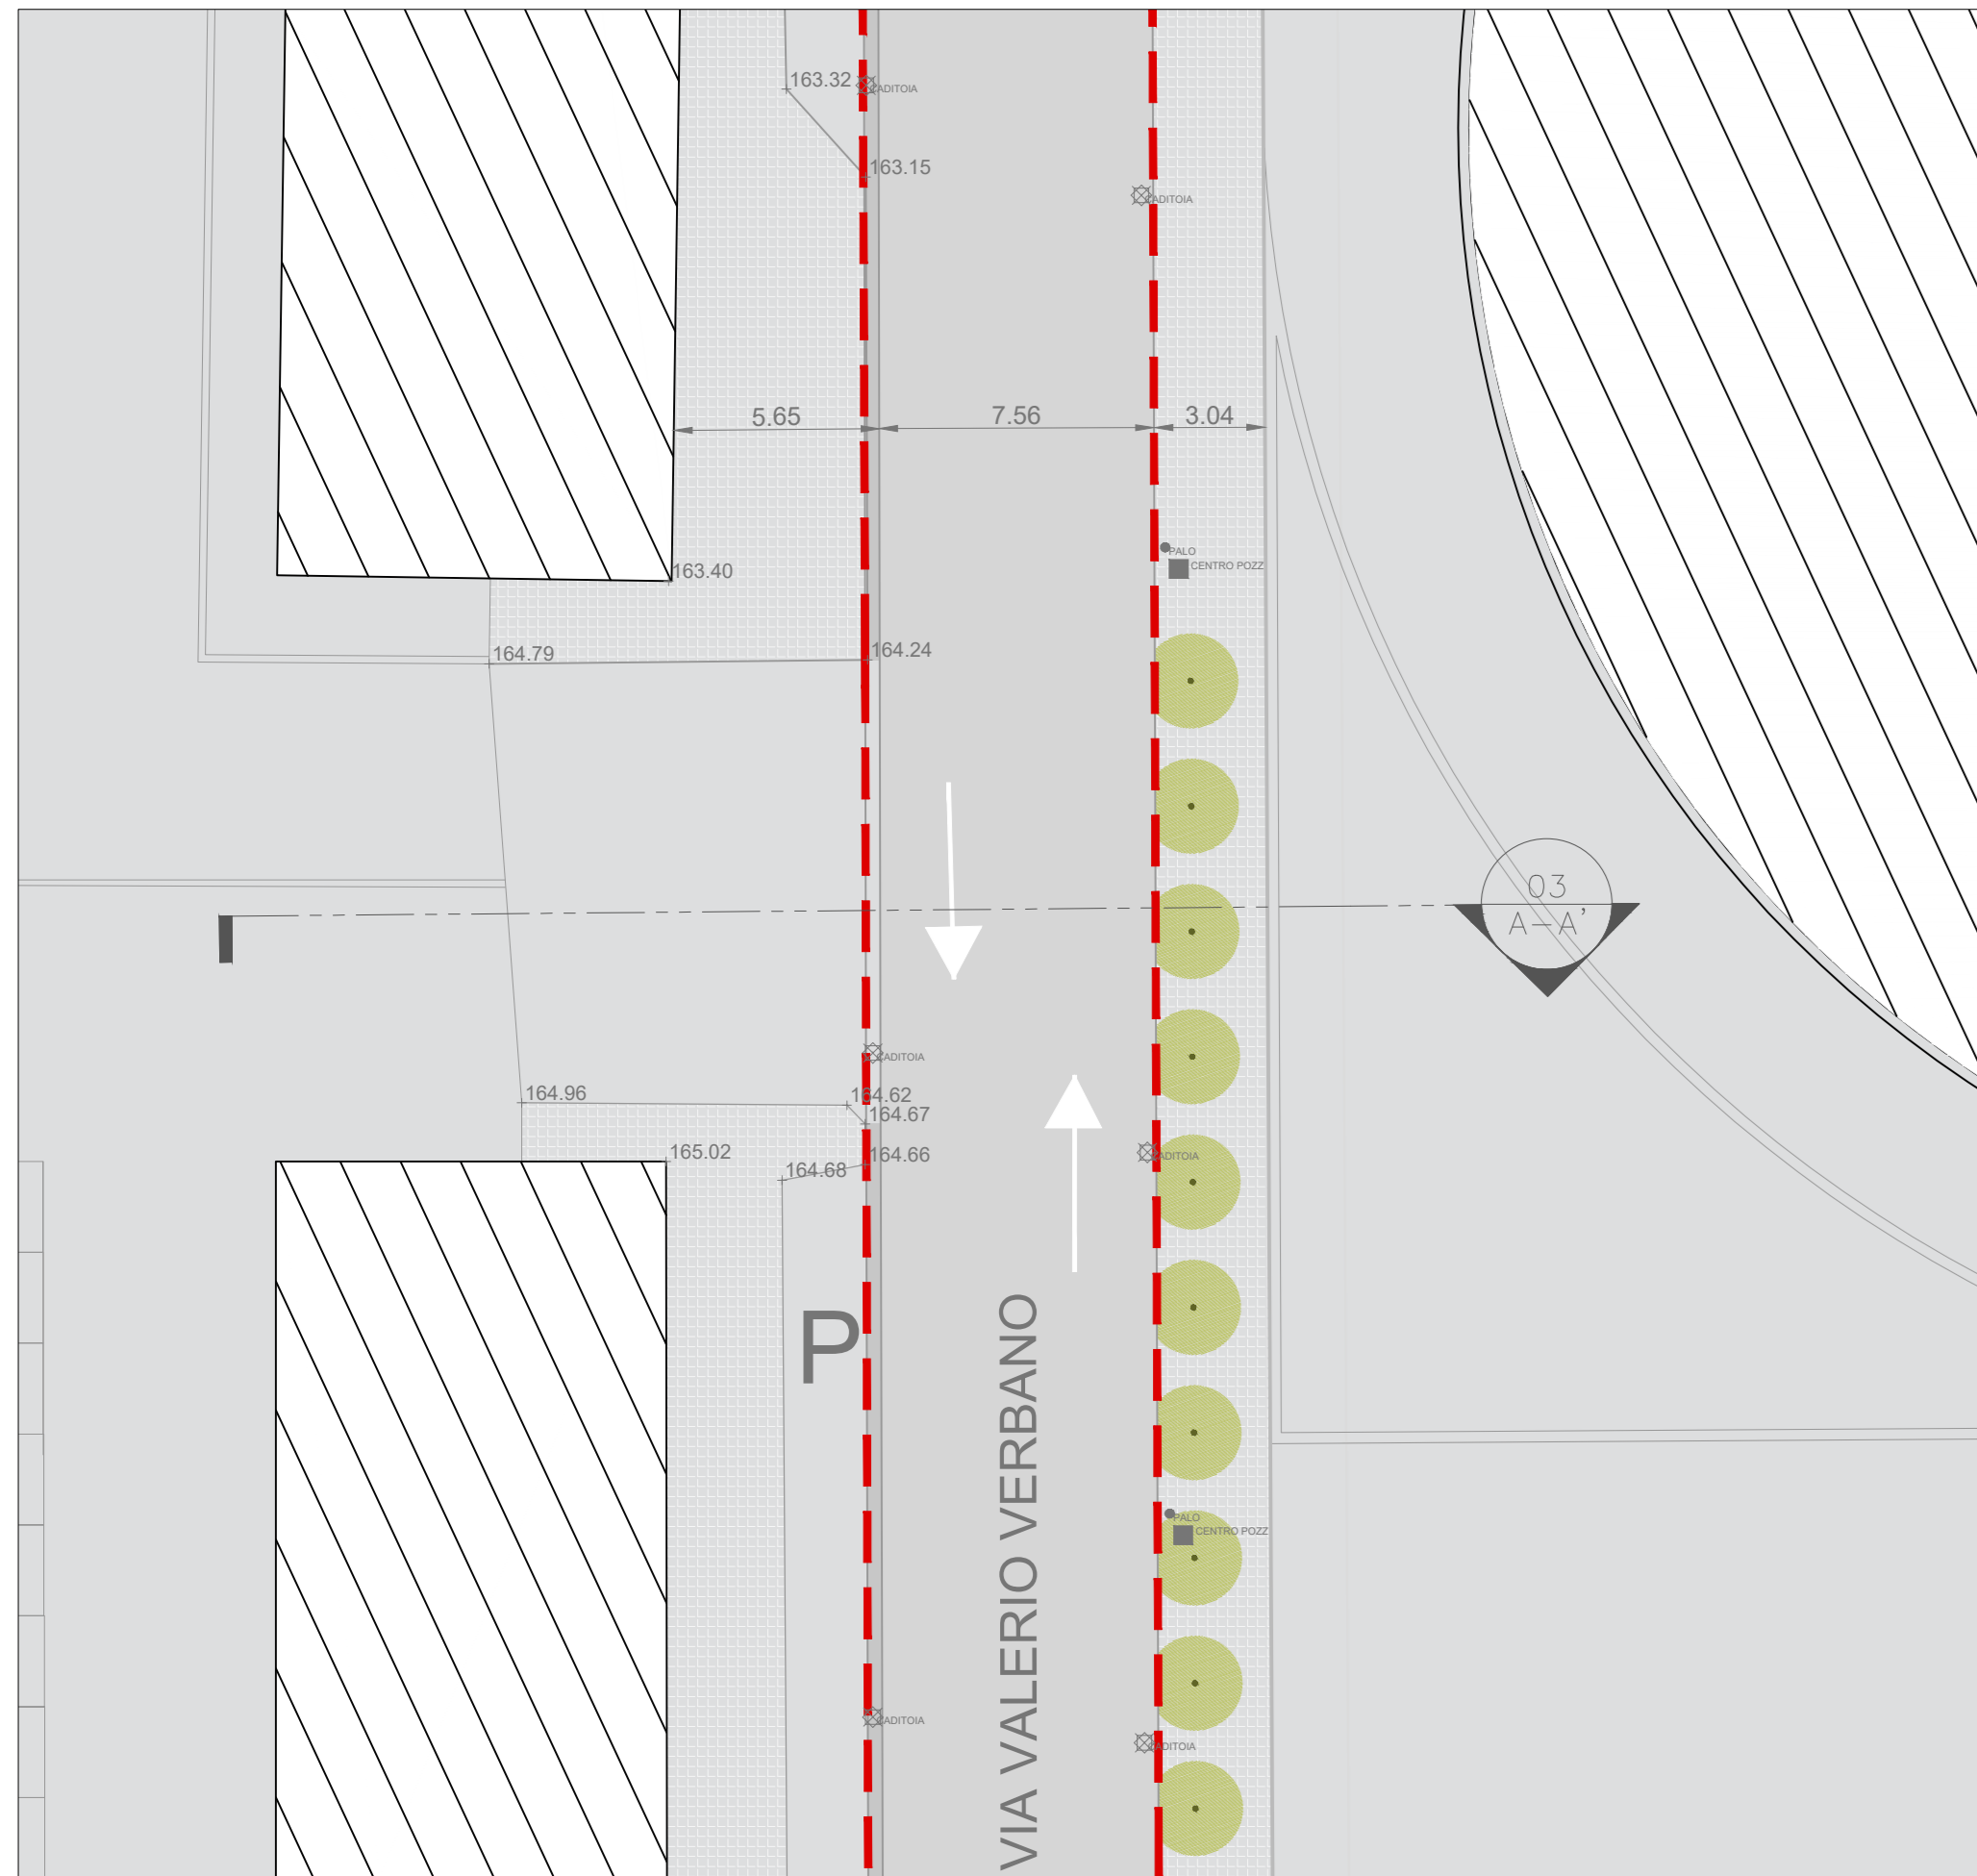 163.32
CADITOIA
163.15
CADITOIA
5.65
7.56
3.04
PALO
CENTRO POZZ
163.40
164.24
164.79
03
A-A'
CADITOIA
164.96
164.62
164.67
165.02
164.66
CADITOIA
164.68
P
VIA VALERIO VERBANO
PALO
CENTRO POZZ
CADITOIA
CADITOIA